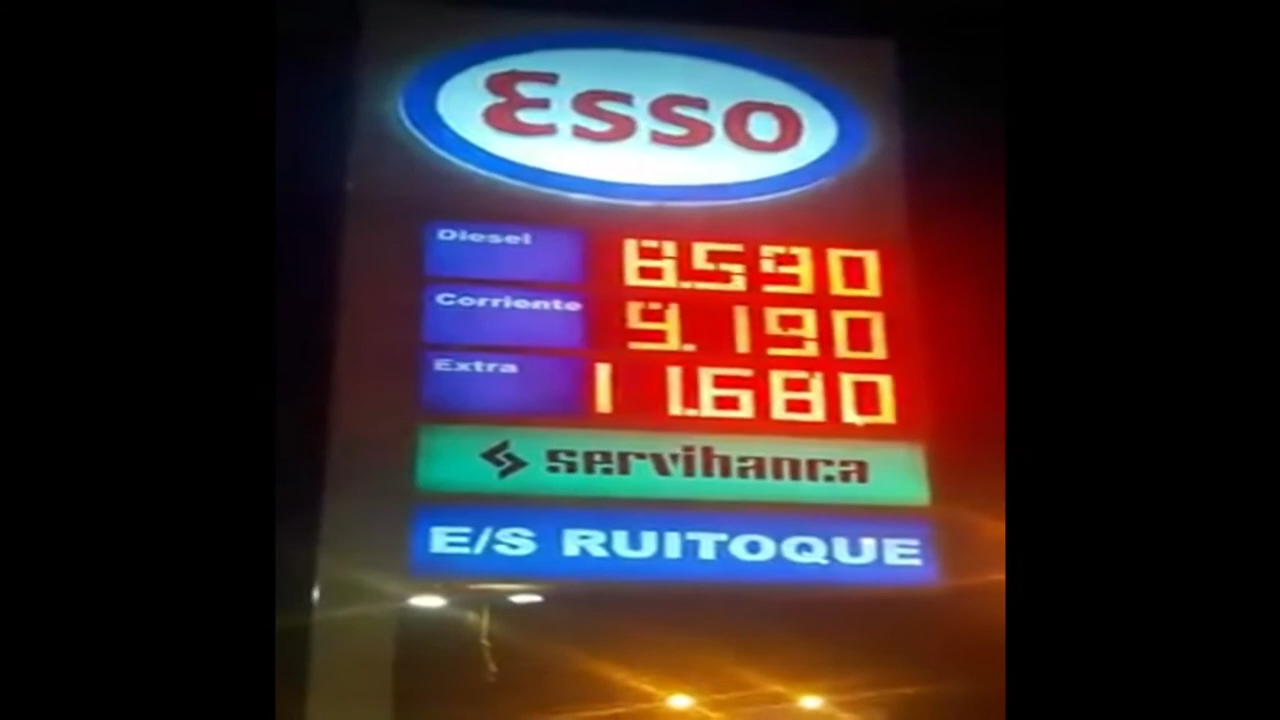 Esso
Diesel 8.590
Corriente 9.190
Extra 11.680
servibanca
E/S RUITOQUE